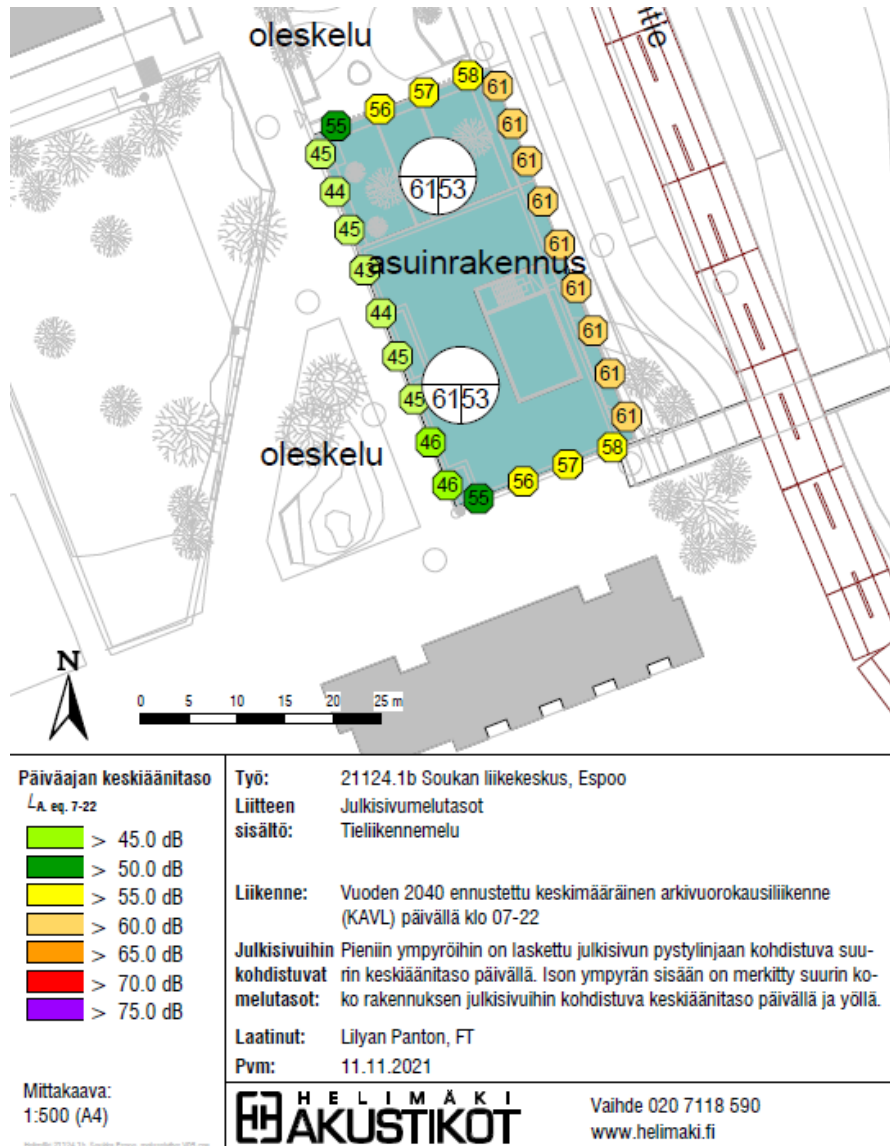 oleskelu
ntie
58
61
57
56
61
55
45
61
44
61 53
61
45
61
43
asuinrakennus
61
44
61
45
61
45
61 53
61
46
58
oleskelu
57
46
56
55
N
0 5 10 15 20 25 m
Päiväajan keskiäänitaso
LA, eq. 7-22
> 45.0 dB
> 50.0 dB
> 55.0 dB
> 60.0 dB
> 65.0 dB
> 70.0 dB
> 75.0 dB
Mittakaava:
1:500 (A4)
Työ: 21124.1b Soukan liikekeskus, Espoo
Liitteen Julkisivumelutasot
sisältö: Tieliikennemelu
Liikenne: Vuoden 2040 ennustettu keskimääräinen arkivuorokausiliikenne
(KAVL) päivällä klo 07-22
Julkisivuihin Pieniin ympyröihin on laskettu julkisivun pystylinjaan kohdistuva suu-
kohdistuvat rin keskiäänitaso päivällä. Ison ympyrän sisään on merkitty suurin ko-
melutasot: ko rakennuksen julkisivuihin kohdistuva keskiäänitaso päivällä ja yöllä.
Laatinut: Lilyan Panton, FT
Pvm: 11.11.2021
HELIMÄKI
AKUSTIKOT
Vaihde 020 7118 590
www.helimaki.fi